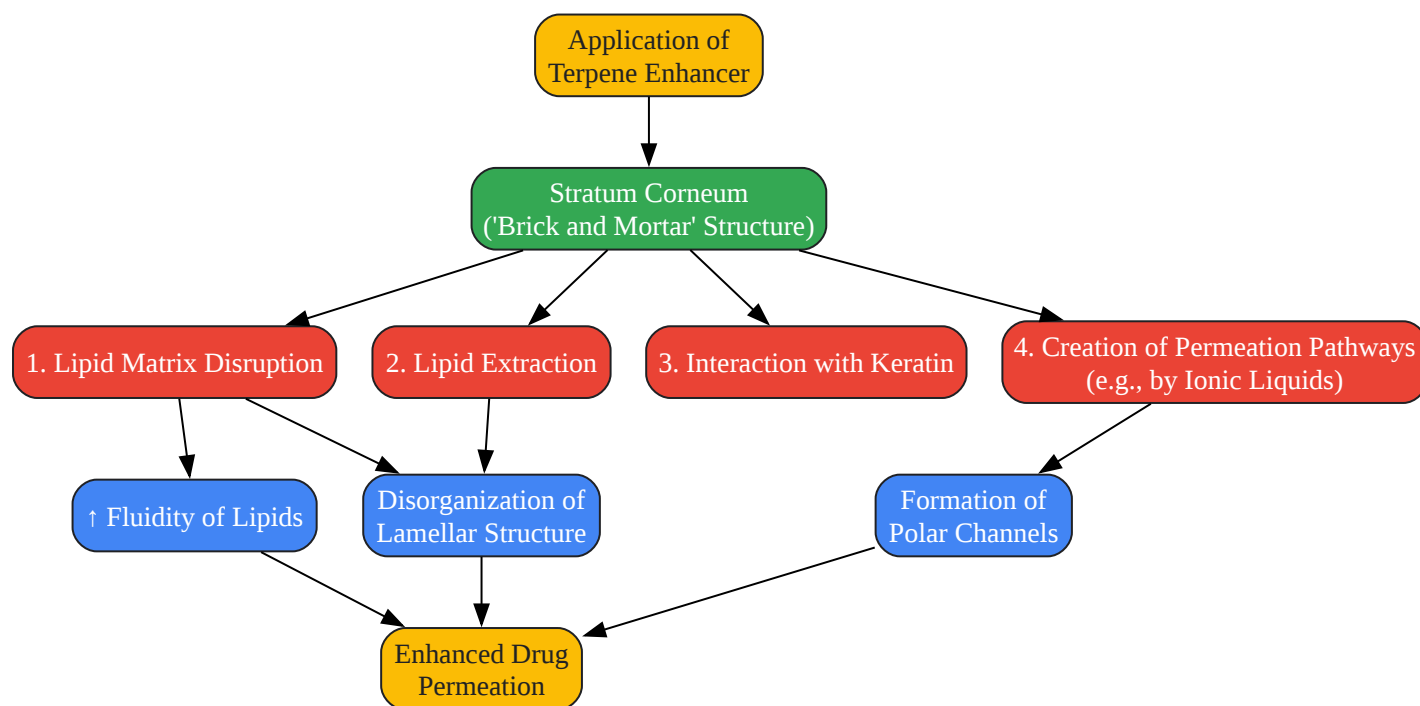 Application of
Terpene Enhancer
Stratum Corneum
('Brick and Mortar' Structure)
1. Lipid Matrix Disruption
2. Lipid Extraction
3. Interaction with Keratin
4. Creation of Permeation Pathways
(e.g., by Ionic Liquids)
↑ Fluidity of Lipids
Disorganization of
Lamellar Structure
Formation of
Polar Channels
Enhanced Drug
Permeation